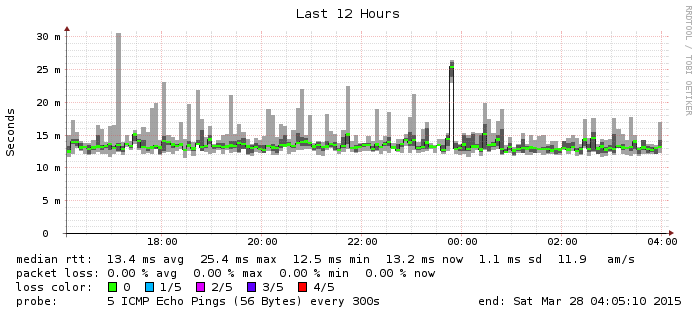 Last 12 Hours
RRDTOOL / TOBI OETIKER
Seconds
30 m
25 m
20 m
15 m
10 m
5 m
0
18:00 20:00 22:00 00:00 02:00 04:00
median rtt: 13.4 ms avg 25.4 ms max 12.5 ms min 13.2 ms now 1.1 ms sd 11.9 am/s
packet loss: 0.00 % avg 0.00 % max 0.00 % min 0.00 % now
loss color: 0 1/5 2/5 3/5 4/5
probe: 5 ICMP Echo Pings (56 Bytes) every 300s end: Sat Mar 28 04:05:10 2015